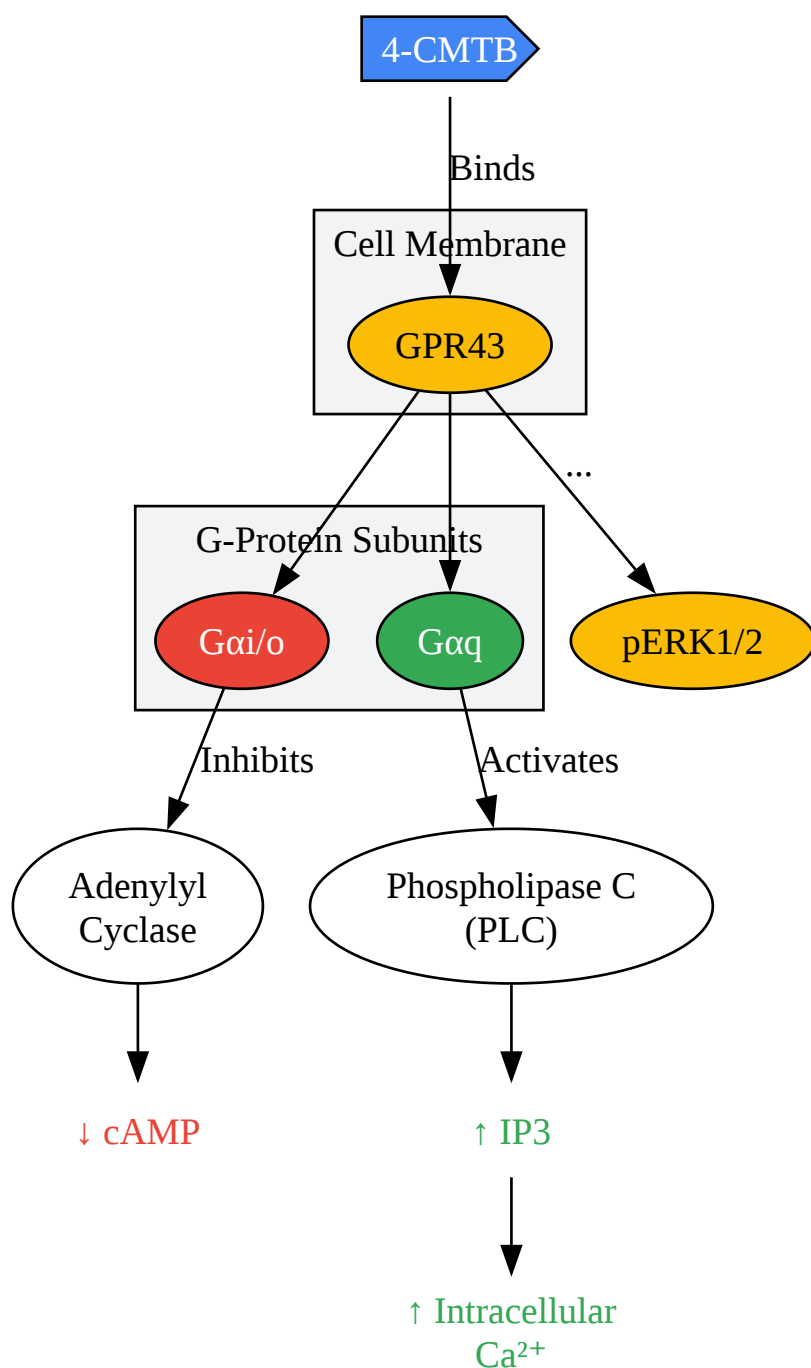 4-CMTB
Binds
Cell Membrane
GPR43
...
G-Protein Subunits
Gαi/o
Gαq
pERK1/2
Inhibits
Activates
Adenylyl
Cyclase
Phospholipase C
(PLC)
↓ cAMP
↑ IP3
↑ Intracellular
Ca²⁺